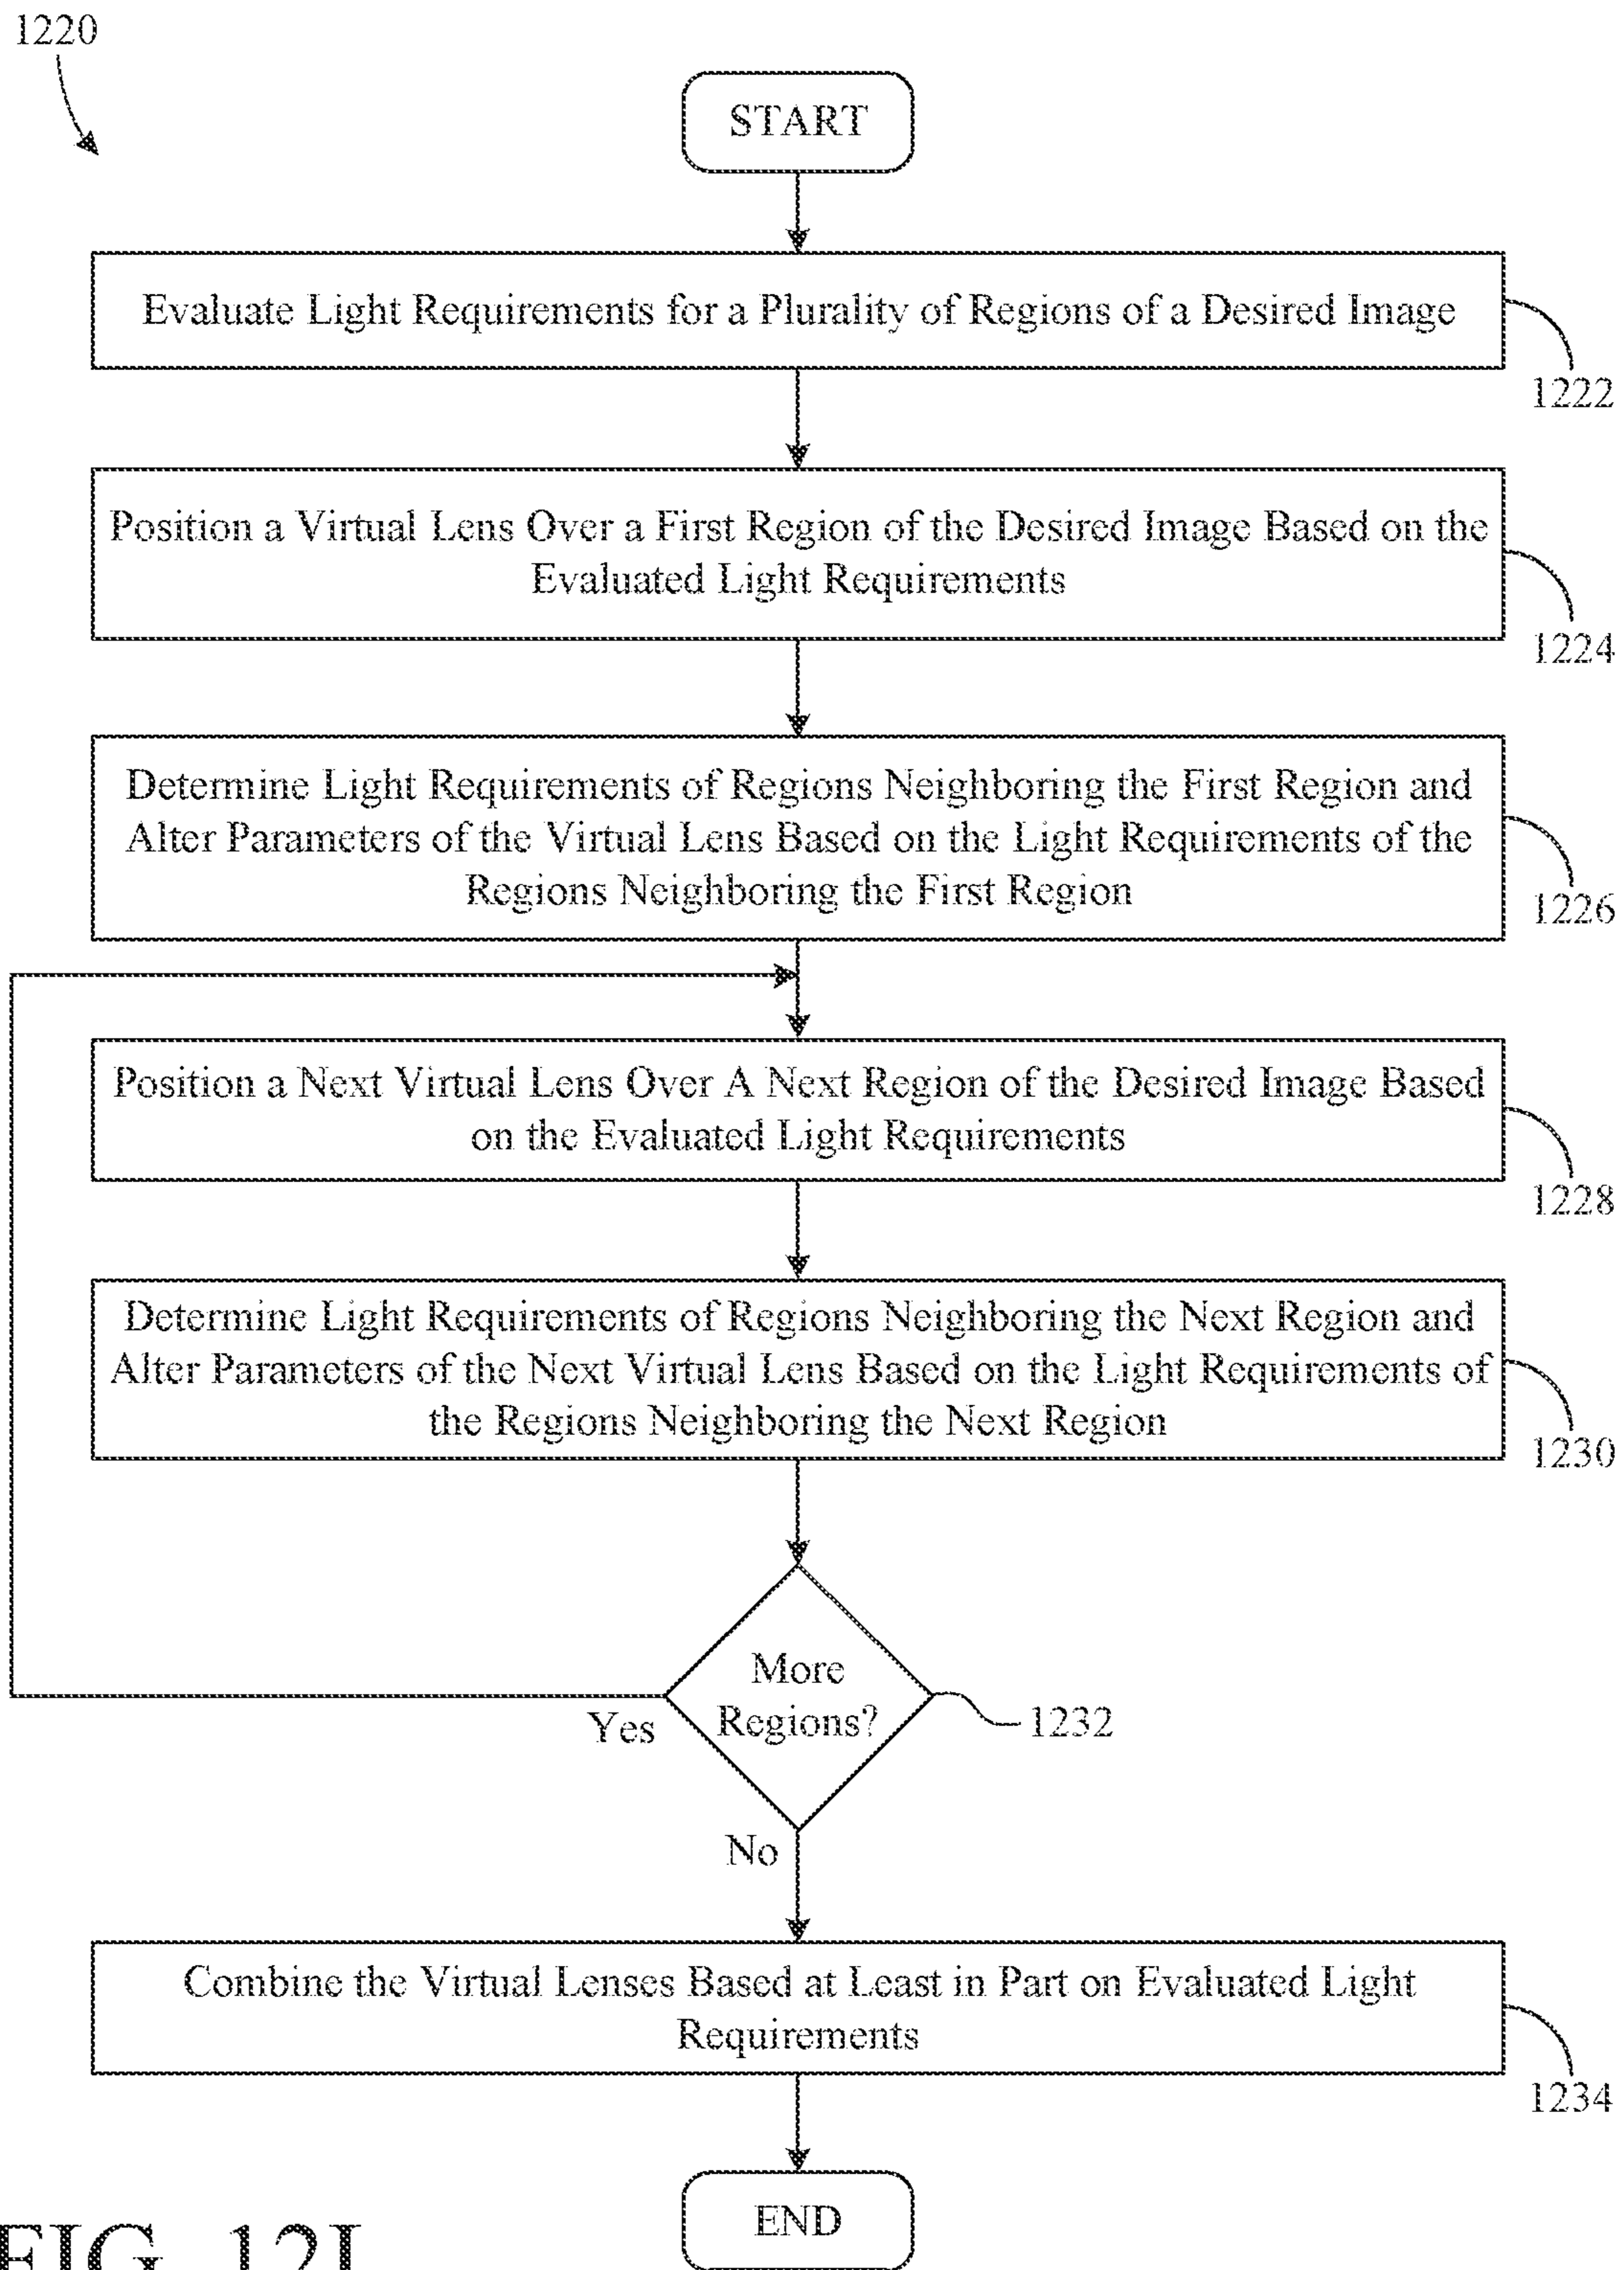 1220
START
Evaluate Light Requirements for a Plurality of Regions of a Desired Image
1222
Position a Virtual Lens Over a First Region of the Desired Image Based on the
Evaluated Light Requirements
1224
Determine Light Requirements of Regions Neighboring the First Region and
Alter Parameters of the Virtual Lens Based on the Light Requirements of the
Regions Neighboring the First Region
1226
Position a Next Virtual Lens Over A Next Region of the Desired Image Based
on the Evaluated Light Requirements
1228
Determine Light Requirements of Regions Neighboring the Next Region and
Alter Parameters of the Next Virtual Lens Based on the Light Requirements of
the Regions Neighboring the Next Region
1230
More
Regions?
Yes
1232
No
Combine the Virtual Lenses Based at Least in Part on Evaluated Light
Requirements
1234
END
FIG.